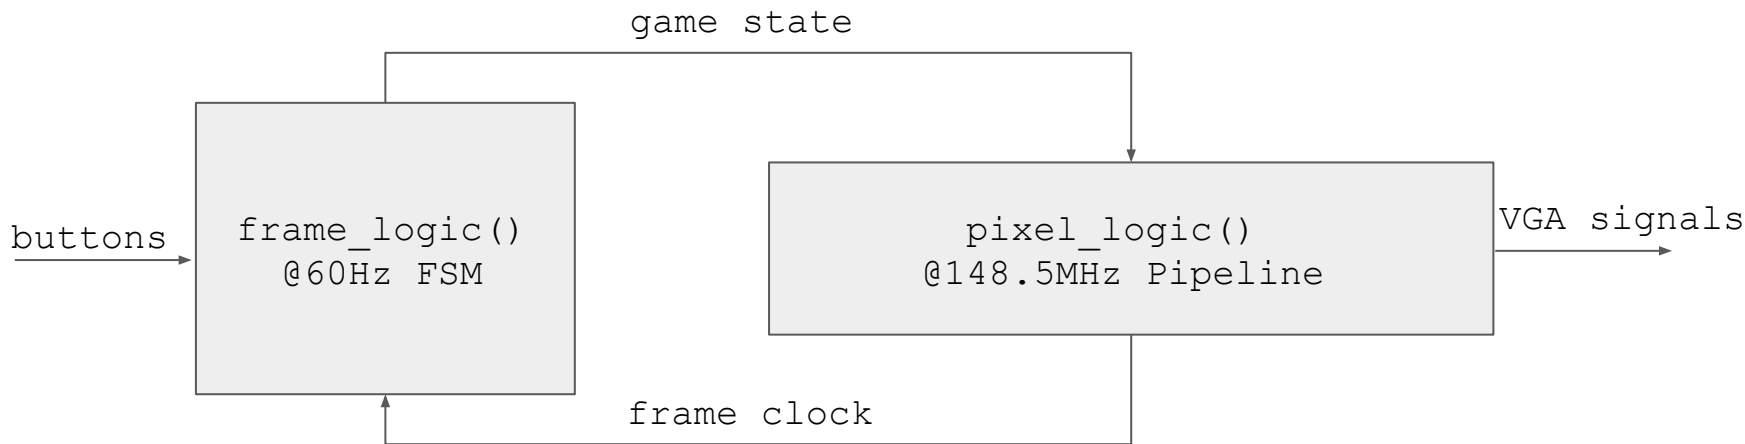 game state
buttons
frame_logic()
@60Hz FSM
pixel_logic()
@148.5MHz Pipeline
VGA signals
frame clock